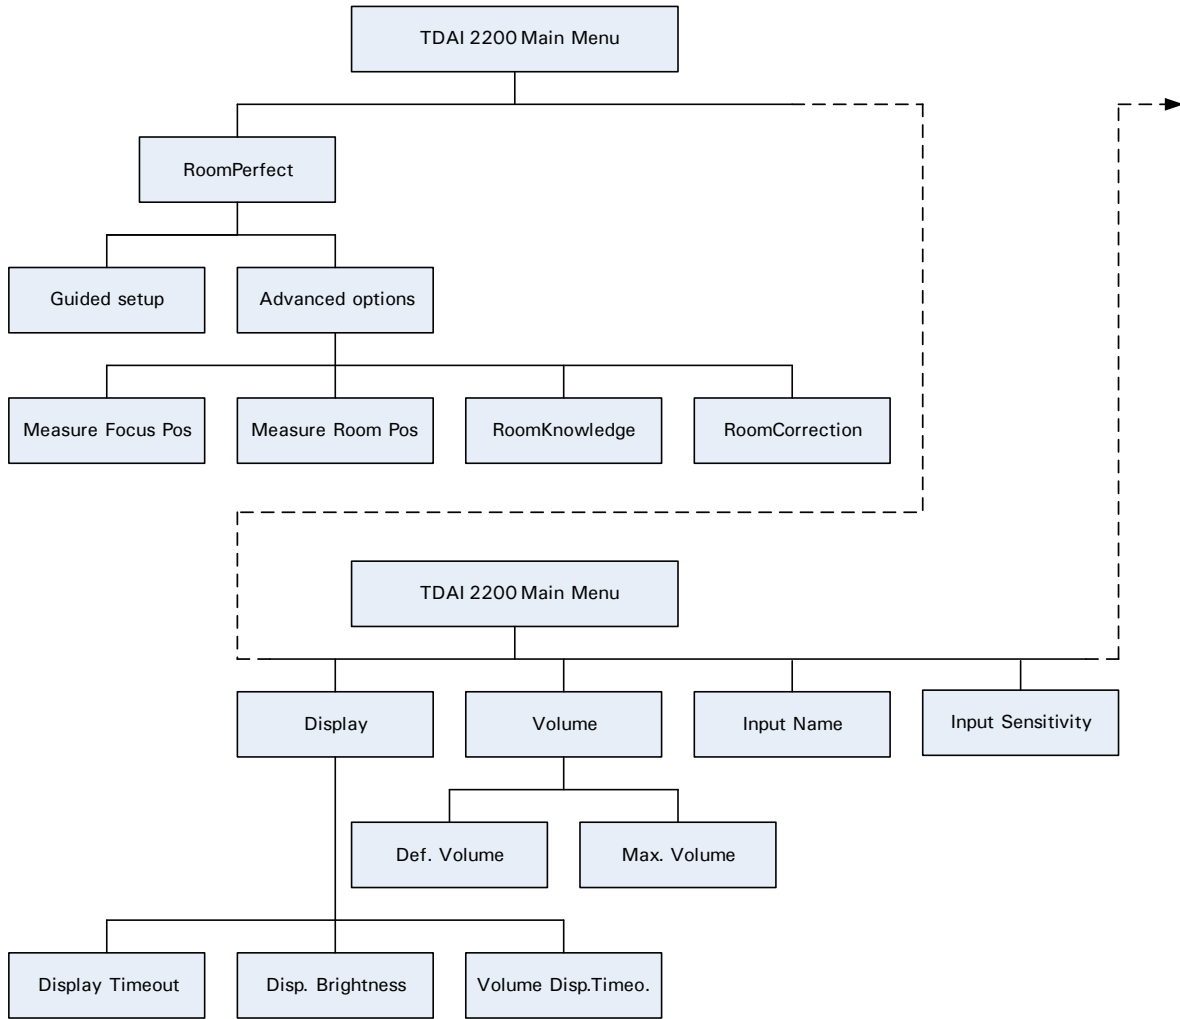 TDAI 2200 Main Menu
RoomPerfect
Guided setup
Advanced options
Measure Focus Pos
Measure Room Pos
RoomKnowledge
RoomCorrection
TDAI 2200 Main Menu
Display
Volume
Input Name
Input Sensitivity
Def. Volume
Max. Volume
Display Timeout
Disp. Brightness
Volume Disp.Timeo.